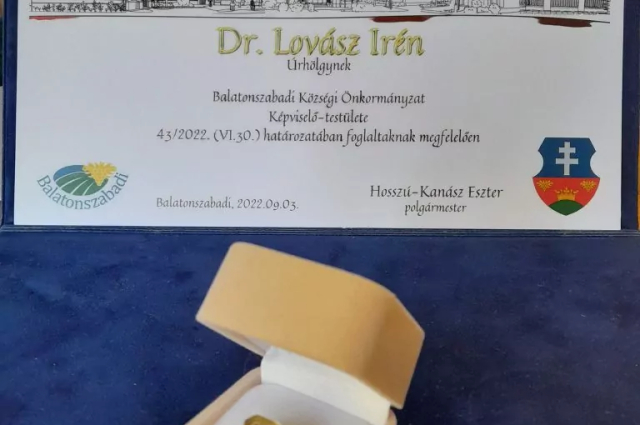 Dr. Lovász Irén
Úrhölgynek
Balatonszabadi Községi Önkormányzat
Képviselő-testülete
43/2022. (VI.30.) határozatában foglaltaknak megfelelően
Balatonszabadi
Balatonszabadi, 2022.09.03.
Hosszú-Kanász Eszter
polgármester